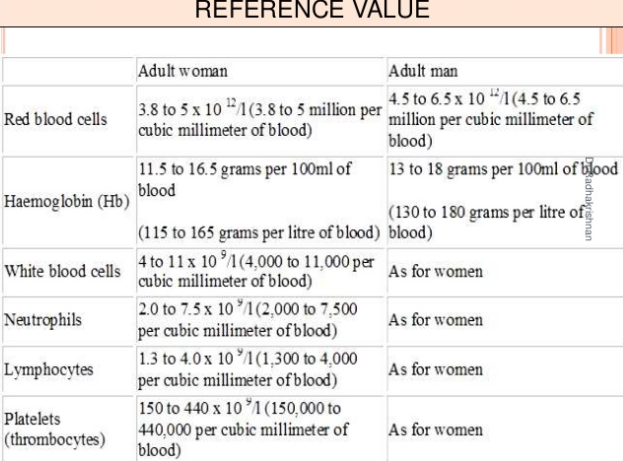 REFERENCE VALUE
Adult woman
Adult man
Red blood cells
3.8 to 5 x 10 12/1 (3.8 to 5 million per
cubic millimeter of blood)
4.5 to 6.5 x 10 12/1 (4.5 to 6.5
million per cubic millimeter of
blood)
Haemoglobin (Hb)
11.5 to 16.5 grams per 100ml of
blood
(115 to 165 grams per litre of blood)
13 to 18 grams per 100ml of blood
(130 to 180 grams per litre of
blood)
White blood cells
4 to 11 x 10 9/1 (4,000 to 11,000 per
cubic millimeter of blood)
As for women
Neutrophils
2.0 to 7.5 x 10 9/1 (2,000 to 7,500
per cubic millimeter of blood)
As for women
Lymphocytes
1.3 to 4.0 x 10 9/1 (1,300 to 4,000
per cubic millimeter of blood)
As for women
Platelets
(thrombocytes)
150 to 440 x 10 9/1 (150,000 to
440,000 per cubic millimeter of
blood)
As for women